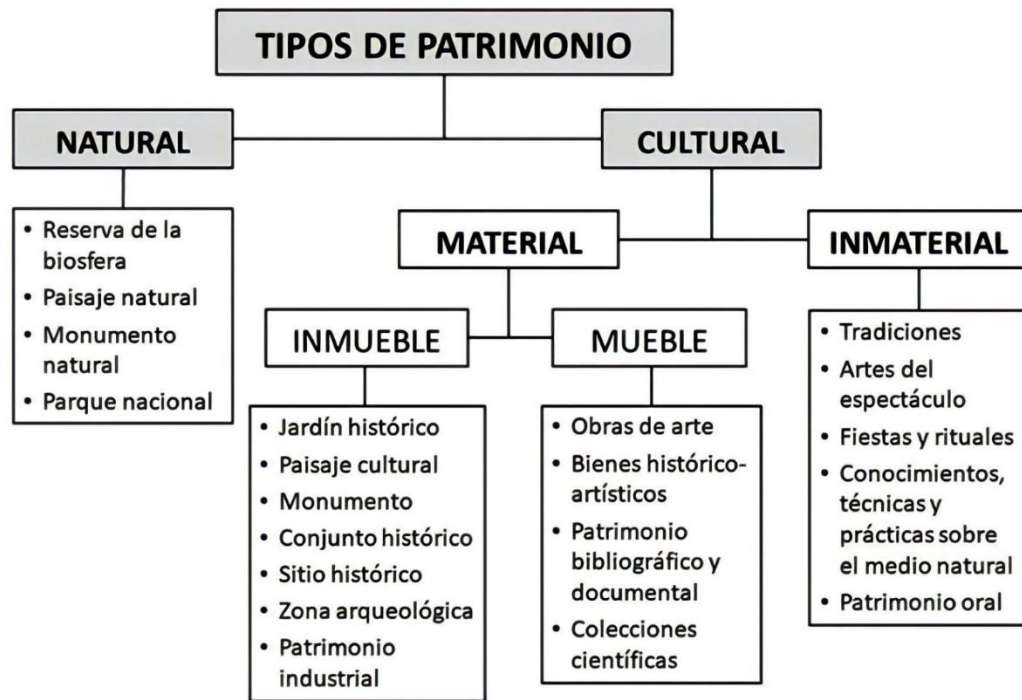 TIPOS DE PATRIMONIO
NATURAL
CULTURAL
• Reserva de la
biosfera
• Paisaje natural
• Monumento
natural
• Parque nacional
MATERIAL
INMATERIAL
INMUEBLE
MUEBLE
• Jardín histórico
• Paisaje cultural
• Monumento
• Conjunto histórico
• Sitio histórico
• Zona arqueológica
• Patrimonio
industrial
• Obras de arte
• Bienes histórico-
artísticos
• Patrimonio
bibliográfico y
documental
• Colecciones
científicas
• Tradiciones
• Artes del
espectáculo
• Fiestas y rituales
• Conocimientos,
técnicas y
prácticas sobre
el medio natural
• Patrimonio oral